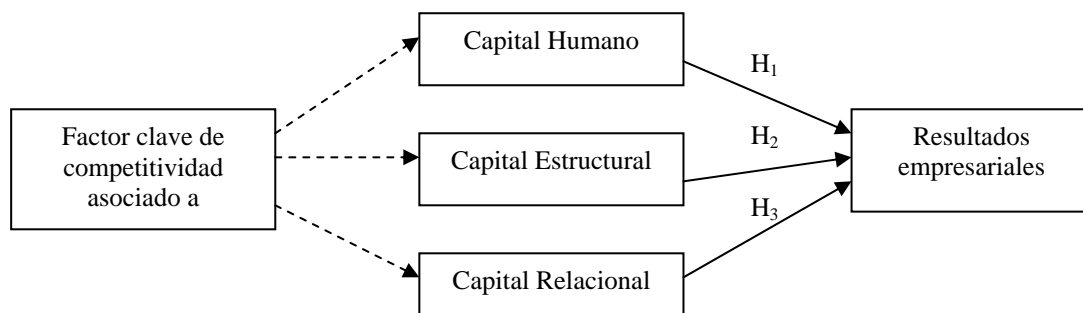 Factor clave de
competitividad
asociado a
Capital Humano
Capital Estructural
Capital Relacional
H₁
H₂
H₃
Resultados
empresariales